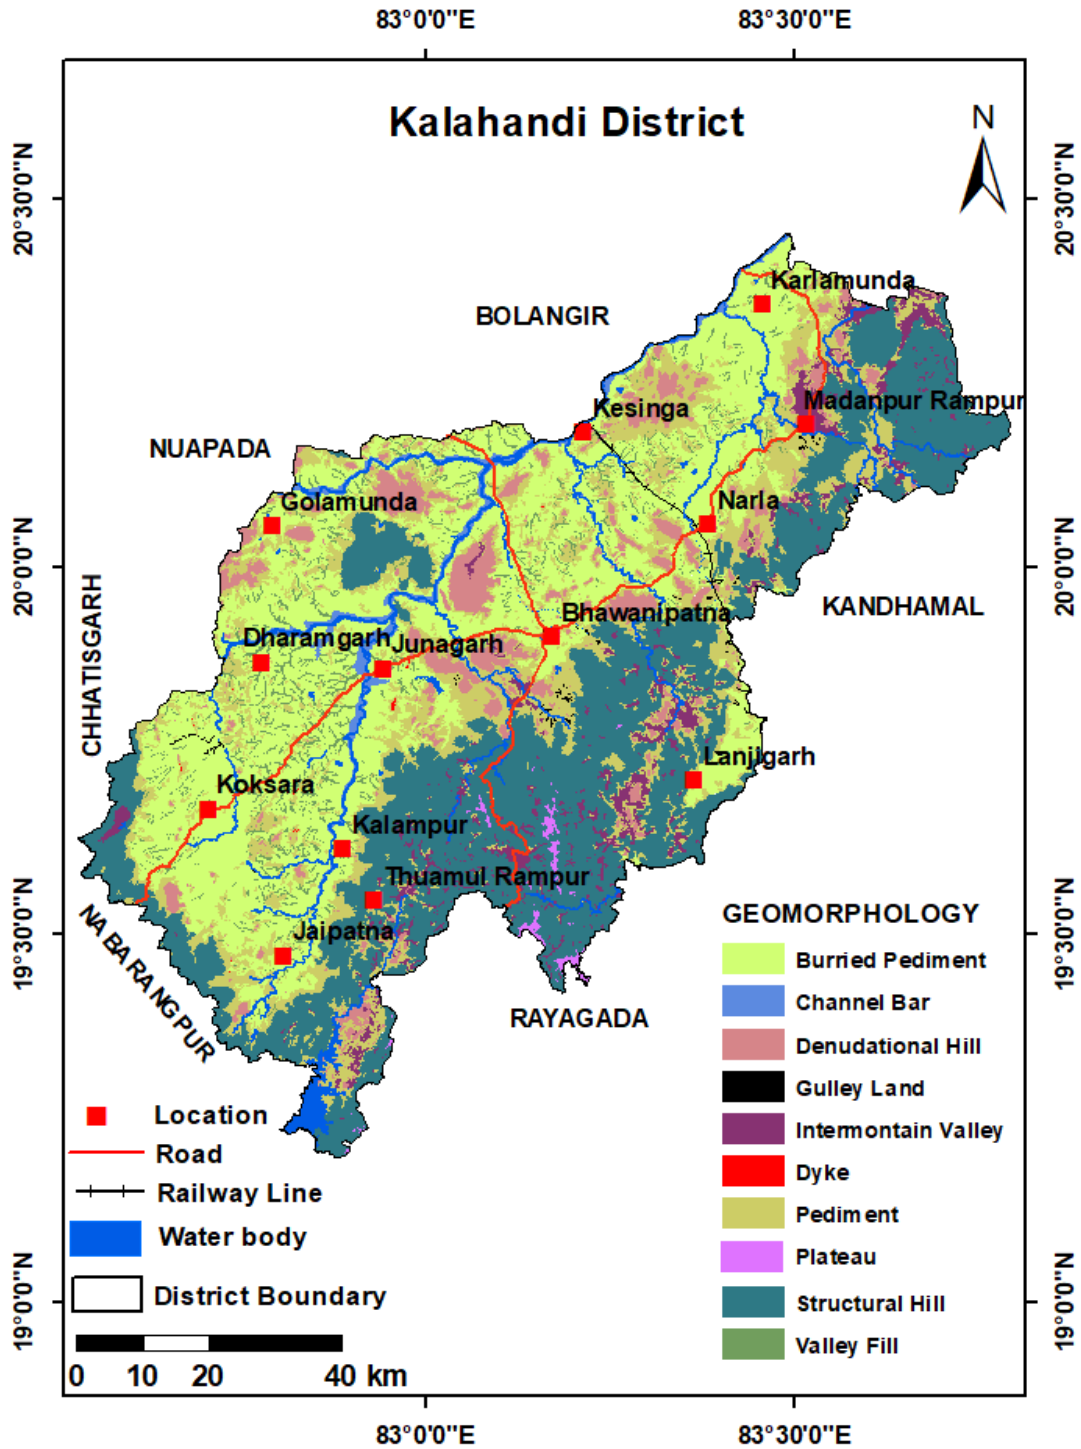 83°0'0"E
83°30'0"E
Kalahandi District
N
20°30'0"N
20°30'0"N
Karlamunda
BOLANGIR
Madanpur Rampur
Kesinga
NUAPADA
Golamunda
Narla
20°0'0"N
20°0'0"N
KANDHAMAL
Bhawanipatna
Dharamgarh
Junagarh
CHHATISGARH
Lanjigarh
Koksara
Kalampur
Thuamul Rampur
Jaipatna
19°30'0"N
19°30'0"N
NABARANGPUR
RAYAGADA
GEOMORPHOLOGY
Burried Pediment
Channel Bar
Denudational Hill
Gulley Land
Intermontain Valley
Dyke
Pediment
Plateau
Structural Hill
Valley Fill
Location
Road
Railway Line
Water body
District Boundary
0 10 20 40 km
19°0'0"N
19°0'0"N
83°0'0"E
83°30'0"E